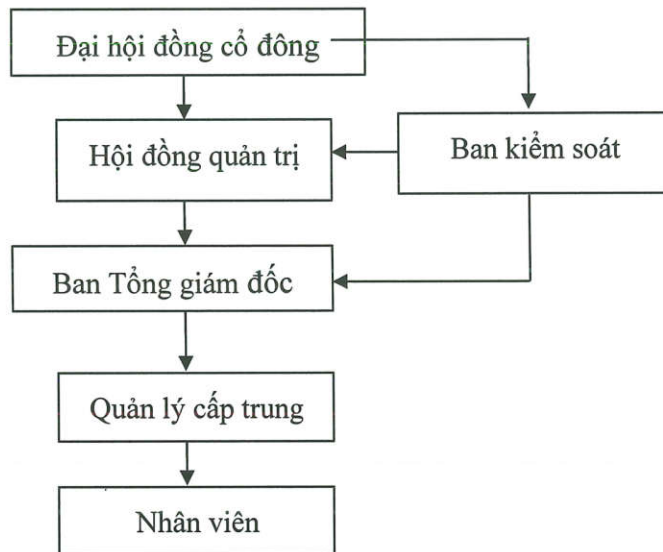 Đại hội đồng cổ đông
Hội đồng quản trị
Ban kiểm soát
Ban Tổng giám đốc
Quản lý cấp trung
Nhân viên